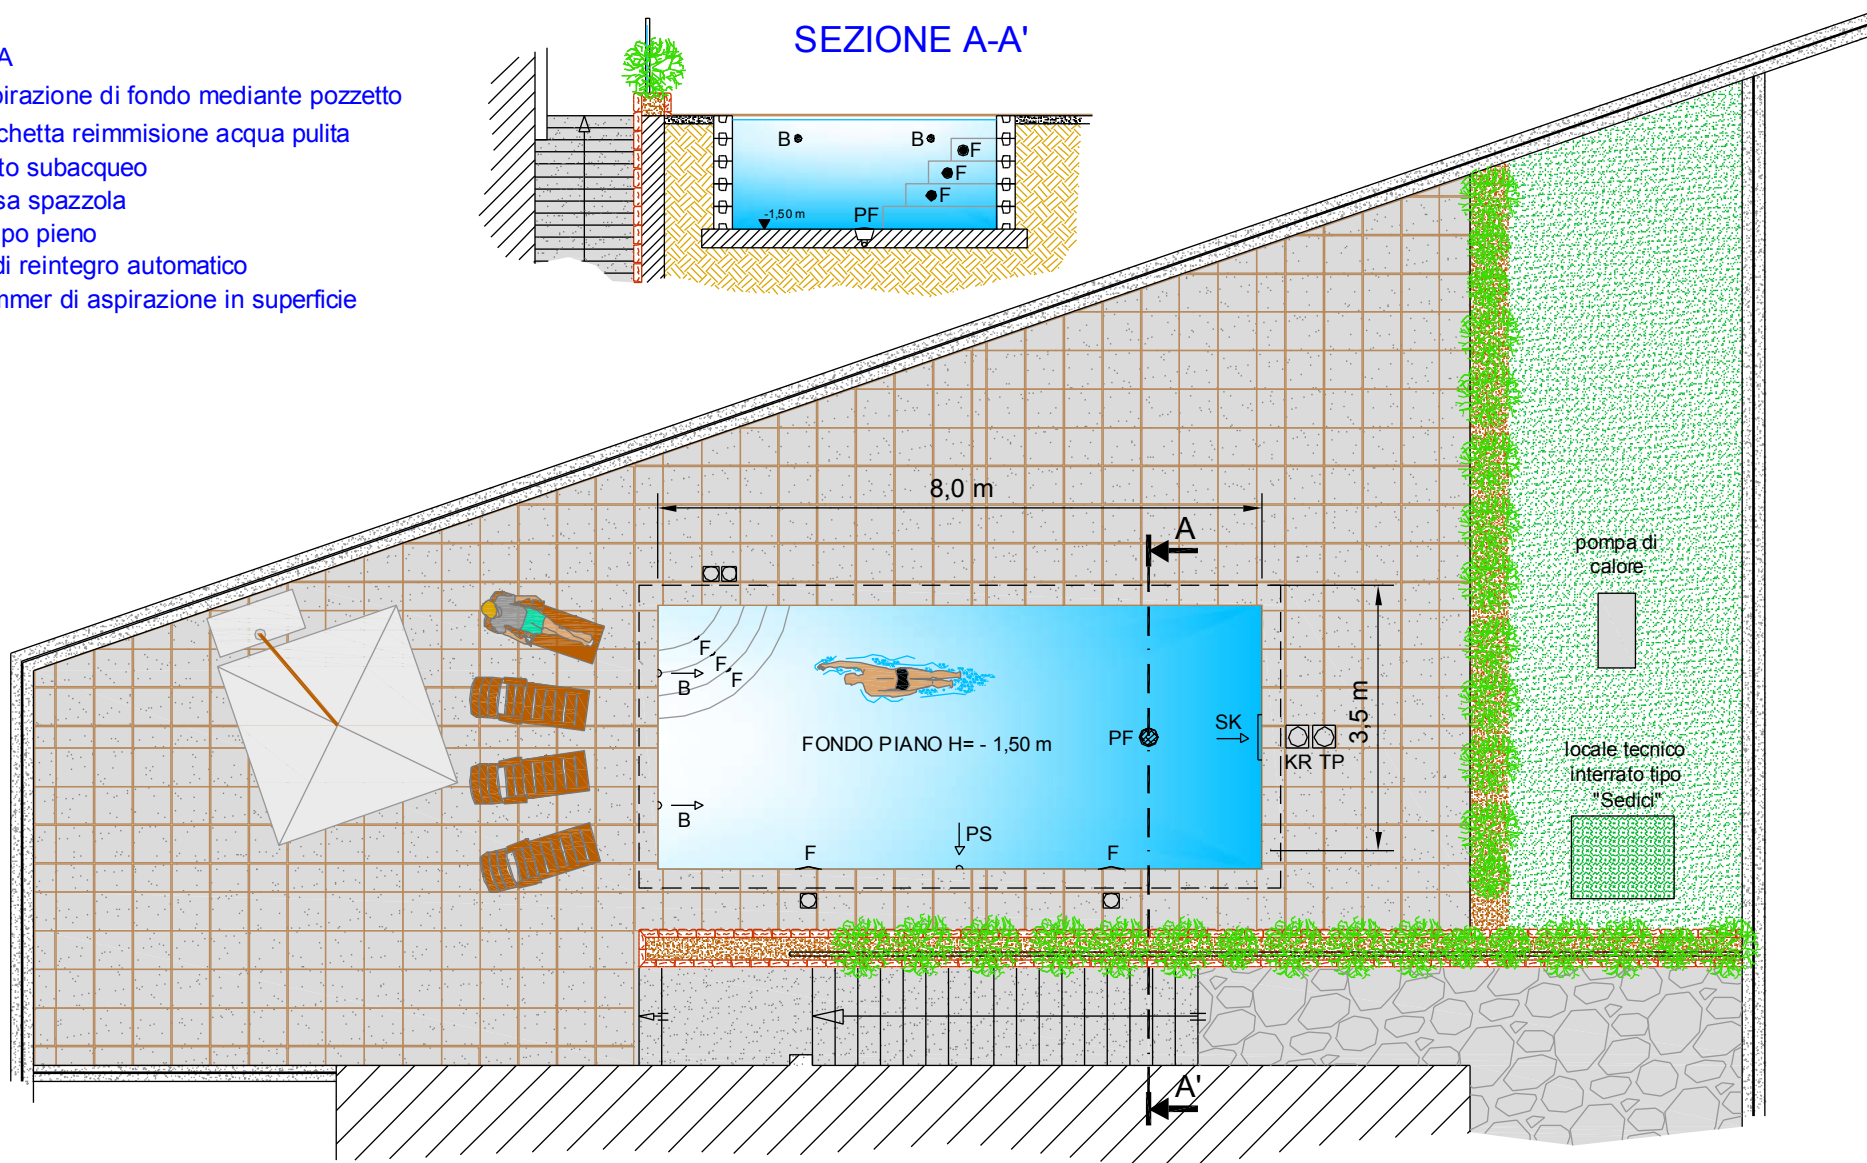 SEZIONE A-A'
A
pirazione di fondo mediante pozzetto
chetta reimmisione acqua pulita
to subacqueo
sa spazzola
po pieno
di reintegro automatico
nmer di aspirazione in superficie
B
B
F
F
F
-1,50 m
PF
8,0 m
A
pompa di
calore
F
F
F
B
3,5 m
SK
FONDO PIANO H= - 1,50 m
PF
KR TP
locale tecnico
interrato tipo
"Sedici"
B
PS
F
F
A'